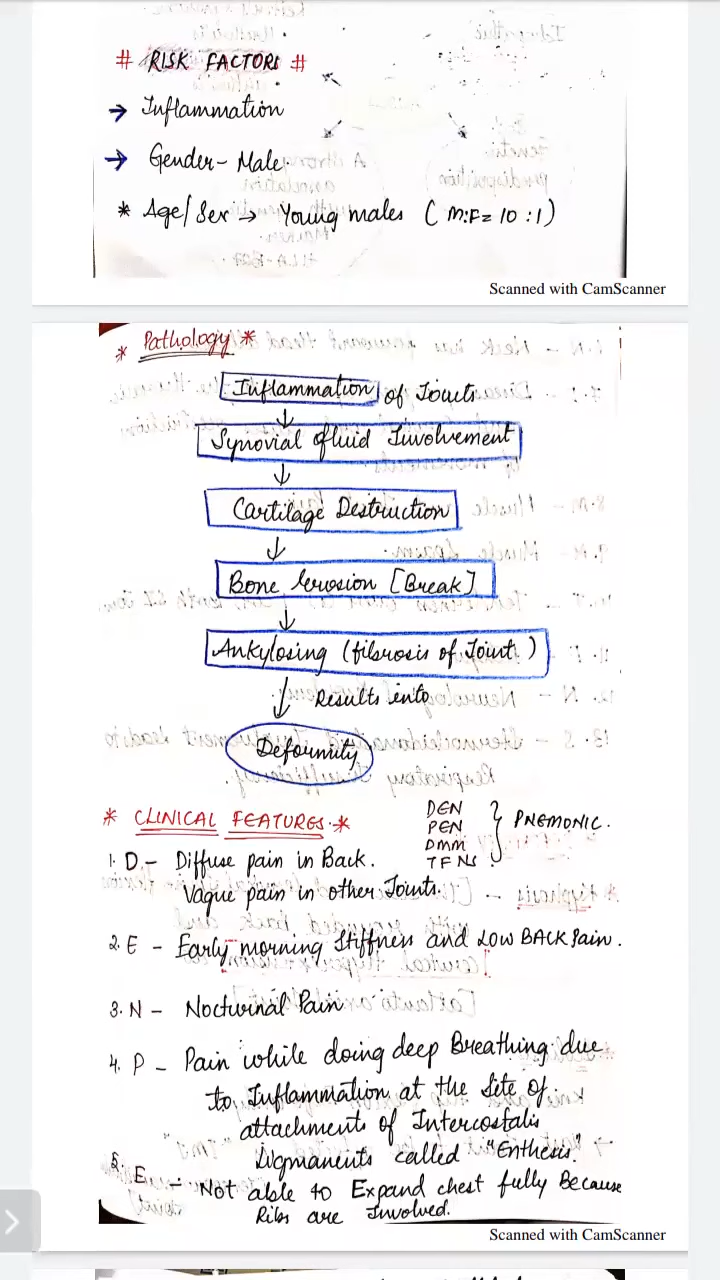 # RISK FACTORS #
→ Inflammation
→ Gender - Male.
* Age/Sex → Young males (M:F = 10:1)
Scanned with CamScanner
* Pathology *
Inflammation of Joints
↓
Synovial fluid Involvement
↓
Cartilage Destruction
↓
Bone Erosion [Break]
↓
Ankylosing (fibrosis of Joint)
↓ Results into
Deformity
* CLINICAL FEATURES *
DEN
PEN
DMM
TFNS
} PNEMONIC.
1. D - Diffuse pain in Back.
Vague pain in other Joints.
2. E - Early morning Stiffness and LOW BACK Pain.
3. N - Nocturnal Pain
4. P - Pain while doing deep Breathing due
to Inflammation at the Site of
attachment of Intercostalis
Ligmanents called "Enthesis."
5. E - Not able to Expand chest fully Because
Ribs are Involved.
Scanned with CamScanner